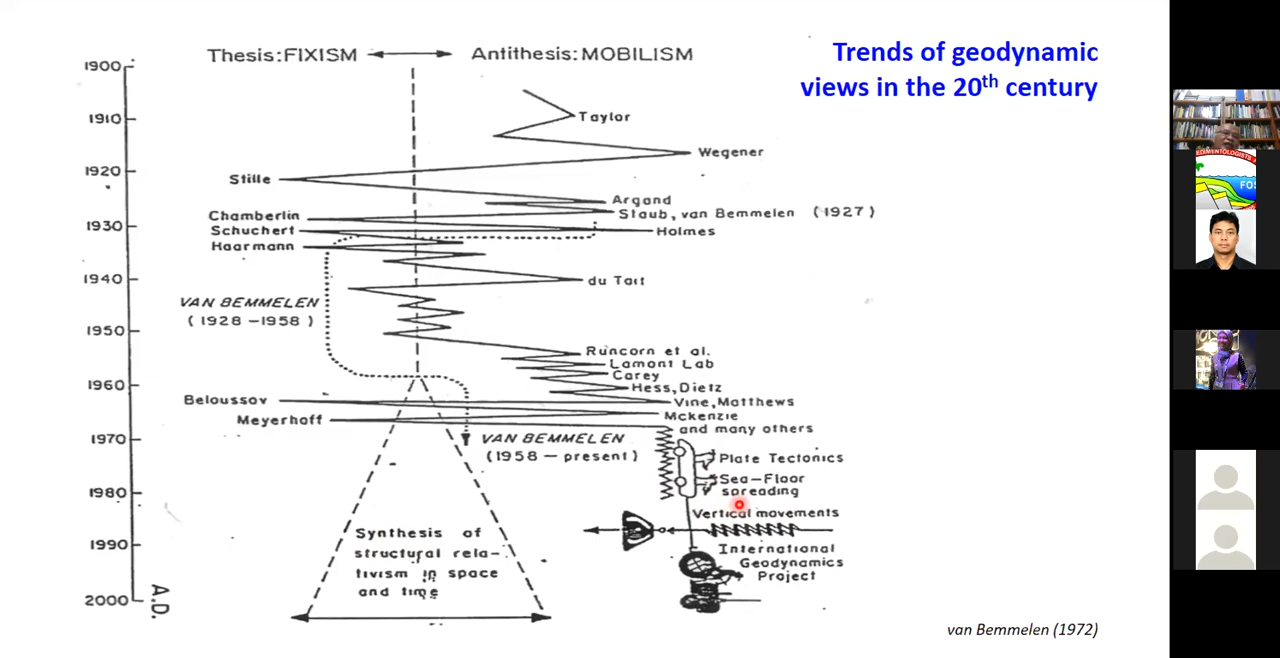 Trends of geodynamic
views in the 20th century
Thesis: FIXISM
Antithesis: MOBILISM
1900
1910
1920
1930
1940
1950
1960
1970
1980
1990
2000
A.D.
Taylor
Wegener
Stille
Argand
Staub, van Bemmelen (1927)
Chamberlin
Schuchert
Holmes
Haarmann
du Toit
VAN BEMMELEN
(1928–1958)
Runcorn et al.
Lamont Lab
Carey
Hess, Dietz
Beloussov
Vine, Matthews
Mckenzie
Meyerhoff
and many others
VAN BEMMELEN
(1958–present)
Plate Tectonics
Sea–Floor
spreading
Vertical movements
International
Geodynamics
Project
Synthesis of
structural rela-
tivism in space
and time
van Bemmelen (1972)
EDIMENTOLOGISTS
FOS